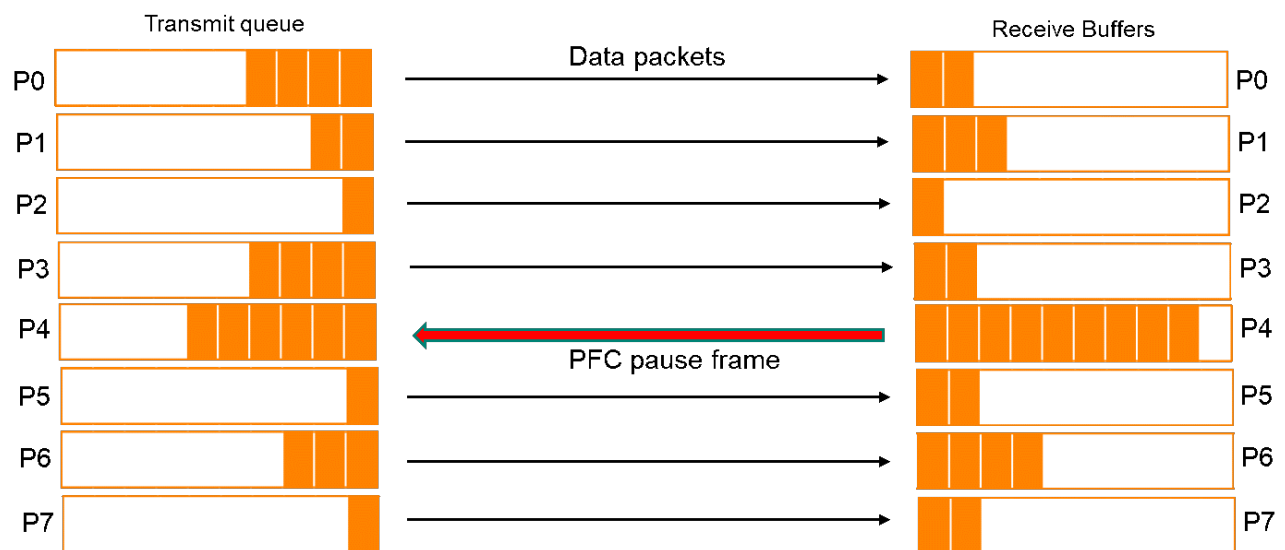 Transmit queue
Receive Buffers
P0
Data packets
P0
P1
P1
P2
P2
P3
P3
P4
P4
PFC pause frame
P5
P5
P6
P6
P7
P7